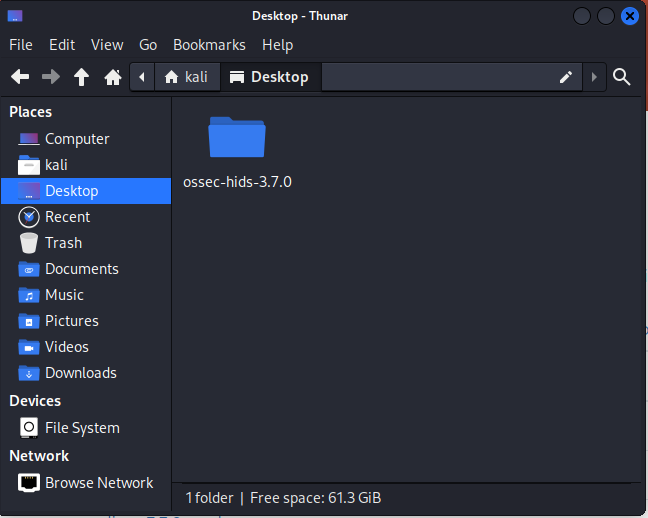 Desktop - Thunar
File Edit View Go Bookmarks Help
kali Desktop
Places
Computer
kali
Desktop
Recent
Trash
Documents
Music
Pictures
Videos
Downloads
Devices
File System
Network
Browse Network
ossec-hids-3.7.0
1 folder | Free space: 61.3 GiB